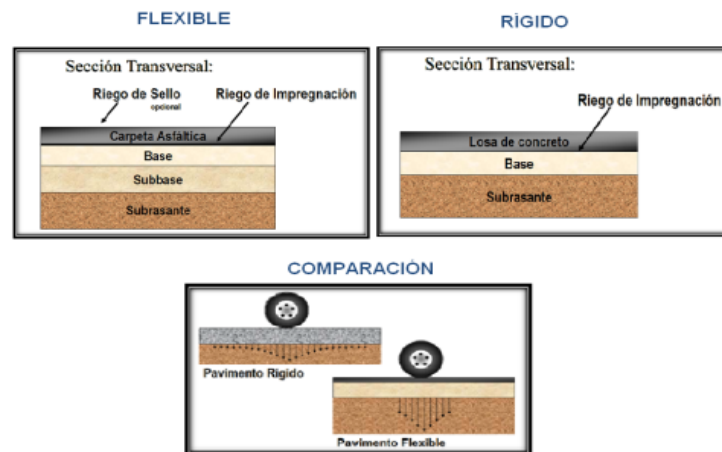 FLEXIBLE
Sección Transversal:
Riego de Sello
opcional
Riego de Impregnación
Carpeta Asfáltica
Base
Subbase
Subrasante
RÍGIDO
Sección Transversal:
Riego de Impregnación
Losa de concreto
Base
Subrasante
COMPARACIÓN
Pavimento Rígido
Pavimento Flexible